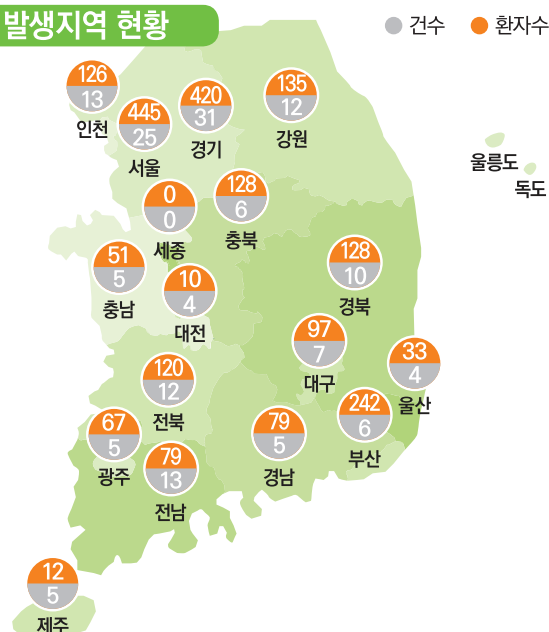 발생지역 현황
건수
환자수
126
13
인천
445
25
서울
420
31
경기
135
12
강원
울릉도
독도
0
0
세종
128
6
충북
51
5
충남
10
4
대전
128
10
경북
97
7
대구
33
4
울산
120
12
전북
242
6
부산
67
5
광주
79
13
전남
79
5
경남
12
5
제주